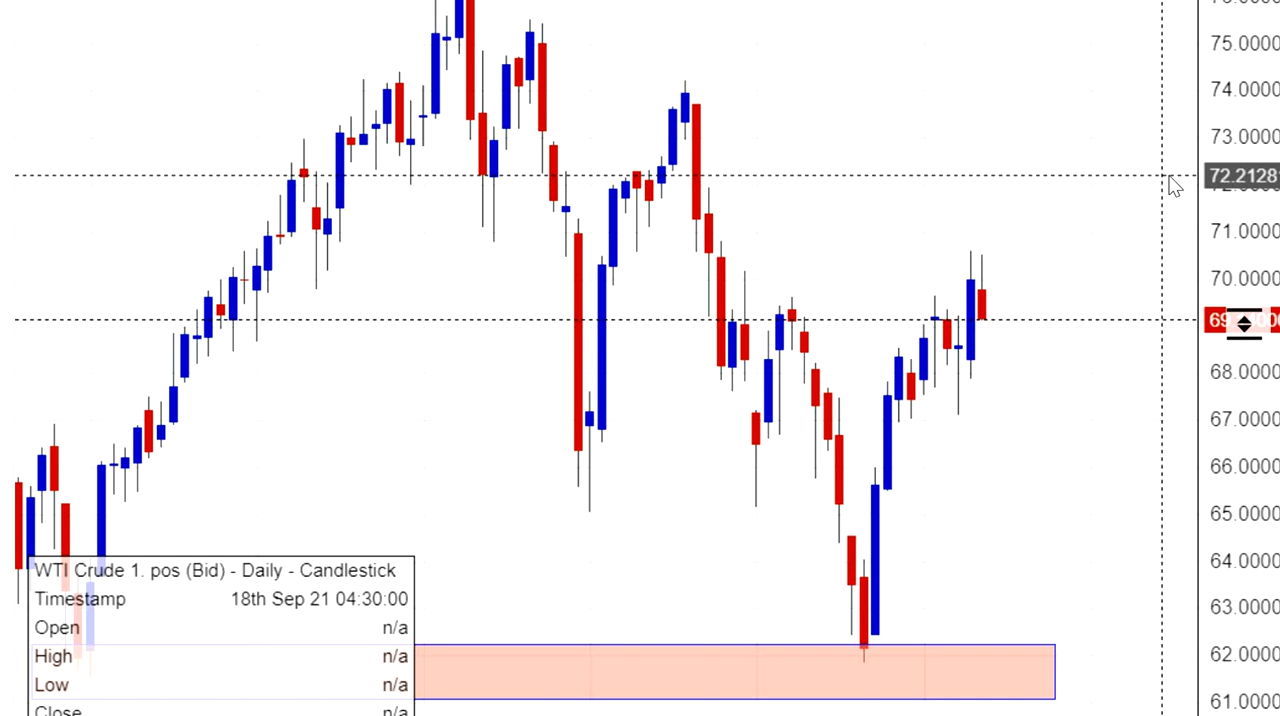 75.0000
74.0000
73.0000
72.2128
71.0000
70.0000
68.0000
67.0000
66.0000
65.0000
64.0000
63.0000
62.0000
61.0000
WTI Crude 1. pos (Bid) - Daily - Candlestick
Timestamp 18th Sep 21 04:30:00
Open n/a
High n/a
Low n/a
Close n/a